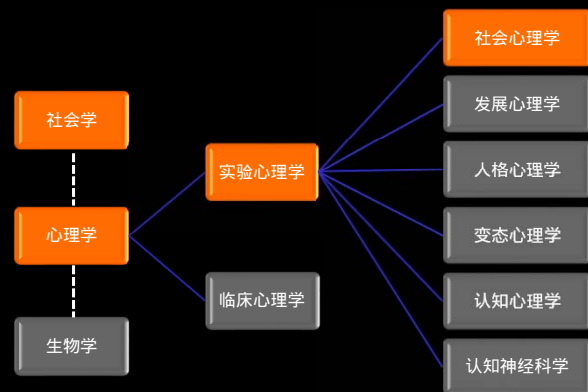 社会学
心理学
生物学
实验心理学
临床心理学
社会心理学
发展心理学
人格心理学
变态心理学
认知心理学
认知神经科学